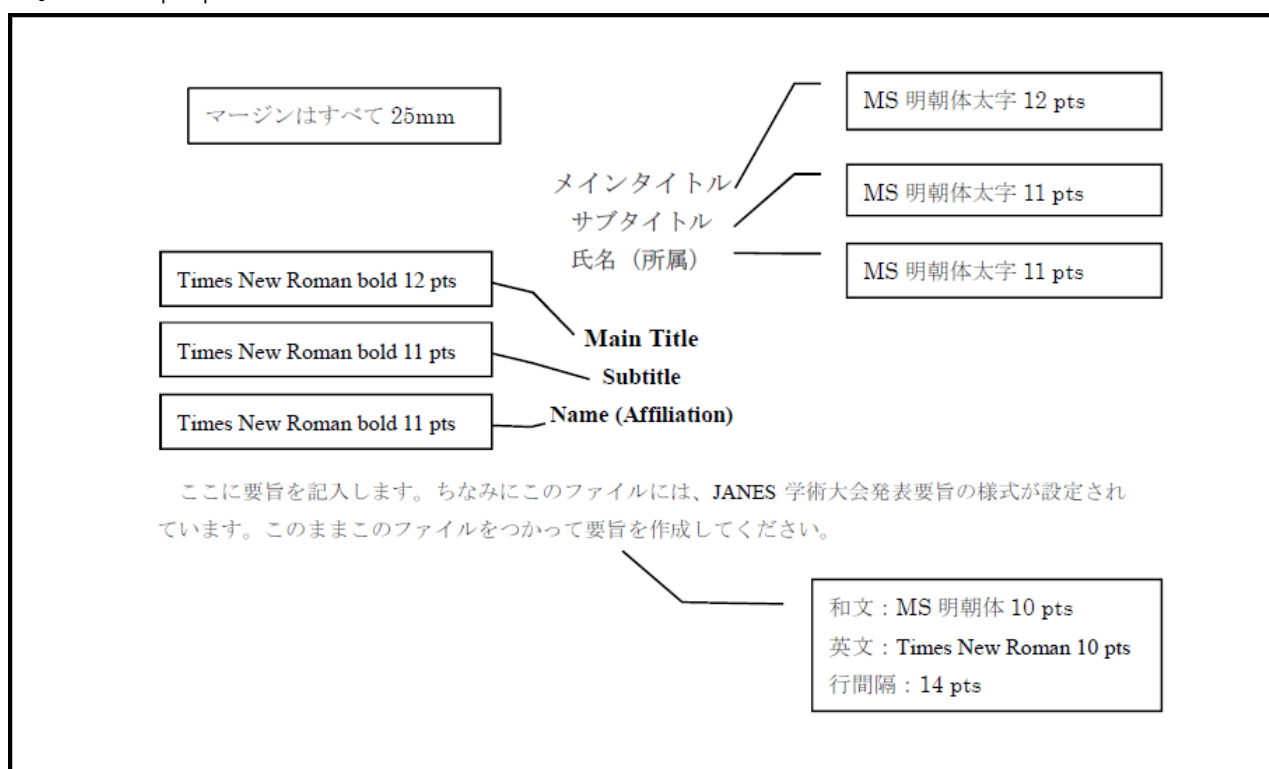 マージンはすべて 25mm
MS 明朝体太字 12 pts
メインタイトル
MS 明朝体太字 11 pts
サブタイトル
氏名（所属）
MS 明朝体太字 11 pts
Times New Roman bold 12 pts
Main Title
Times New Roman bold 11 pts
Subtitle
Name (Affiliation)
Times New Roman bold 11 pts
ここに要旨を記入します。ちなみにこのファイルには、JANES 学術大会発表要旨の様式が設定され
ています。このままこのファイルをつかって要旨を作成してください。
和文：MS 明朝体 10 pts
英文：Times New Roman 10 pts
行間隔：14 pts